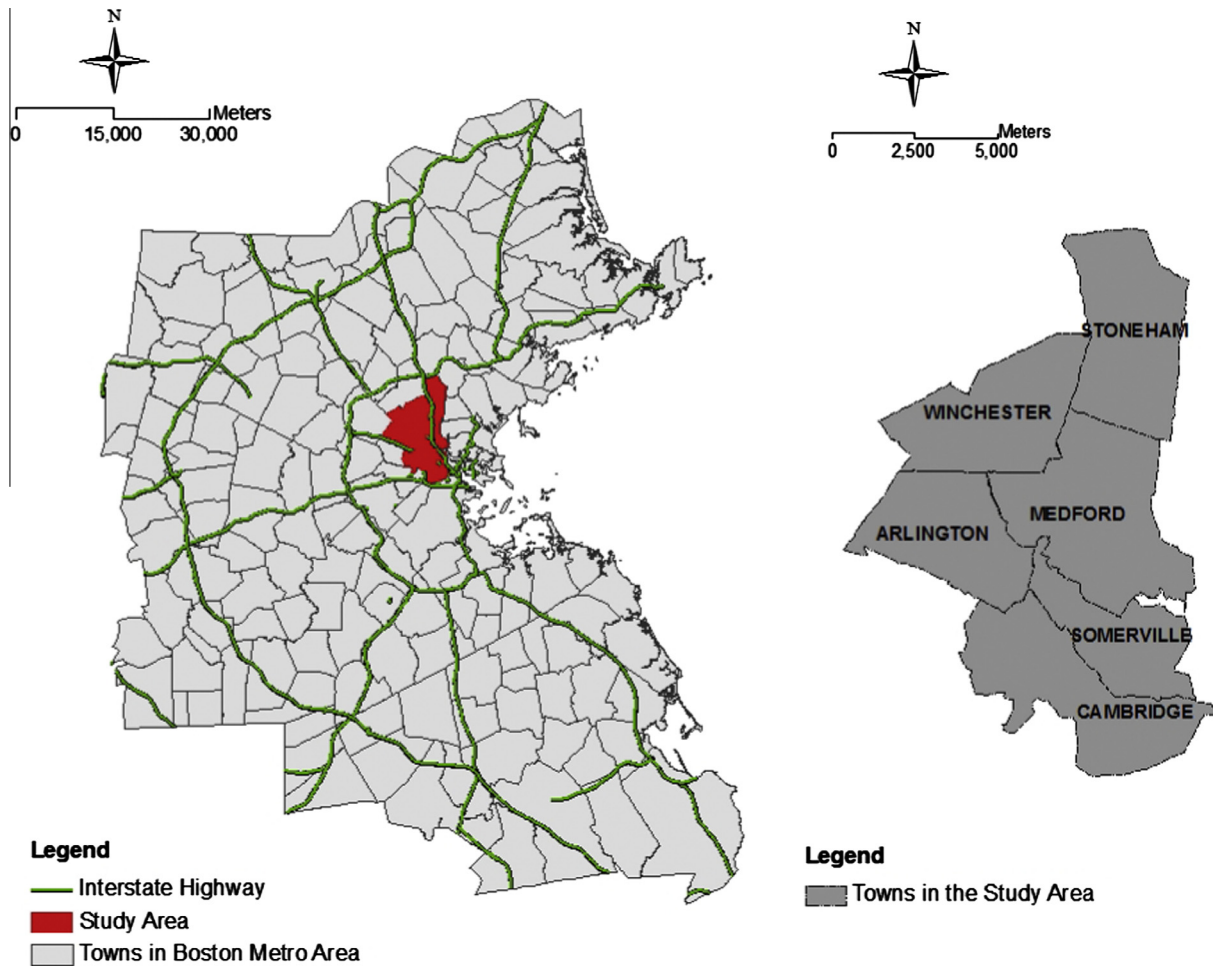 N
Meters
0 15,000 30,000
Legend
Interstate Highway
Study Area
Towns in Boston Metro Area
N
Meters
0 2,500 5,000
STONEHAM
WINCHESTER
MEDFORD
ARLINGTON
SOMERVILLE
CAMBRIDGE
Legend
Towns in the Study Area